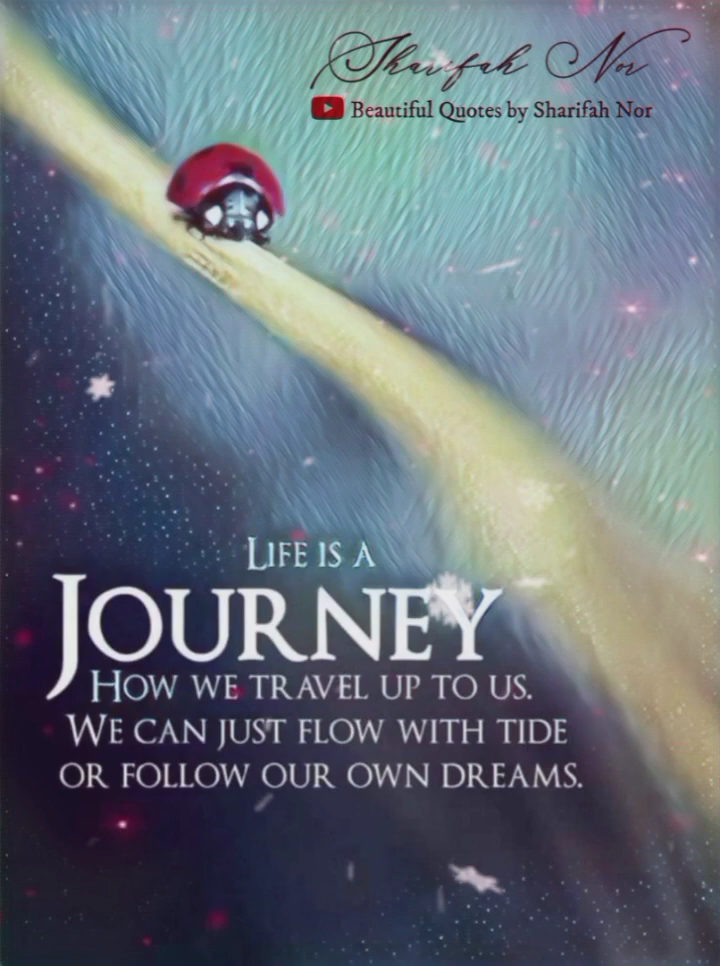 Sharifah Nor
Beautiful Quotes by Sharifah Nor
LIFE IS A
JOURNEY
HOW WE TRAVEL UP TO US.
WE CAN JUST FLOW WITH TIDE
OR FOLLOW OUR OWN DREAMS.